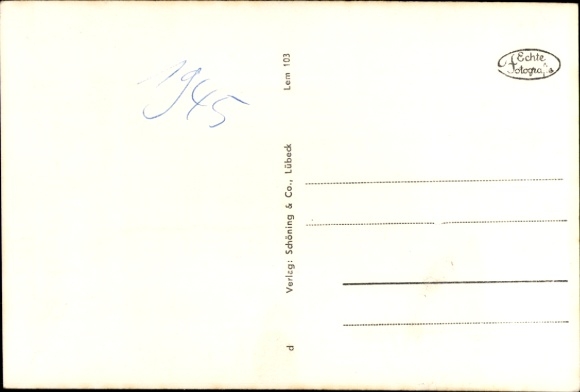 1945
Lem 103
Verlag: Schöning & Co., Lübeck
d
Echte
Fotografie